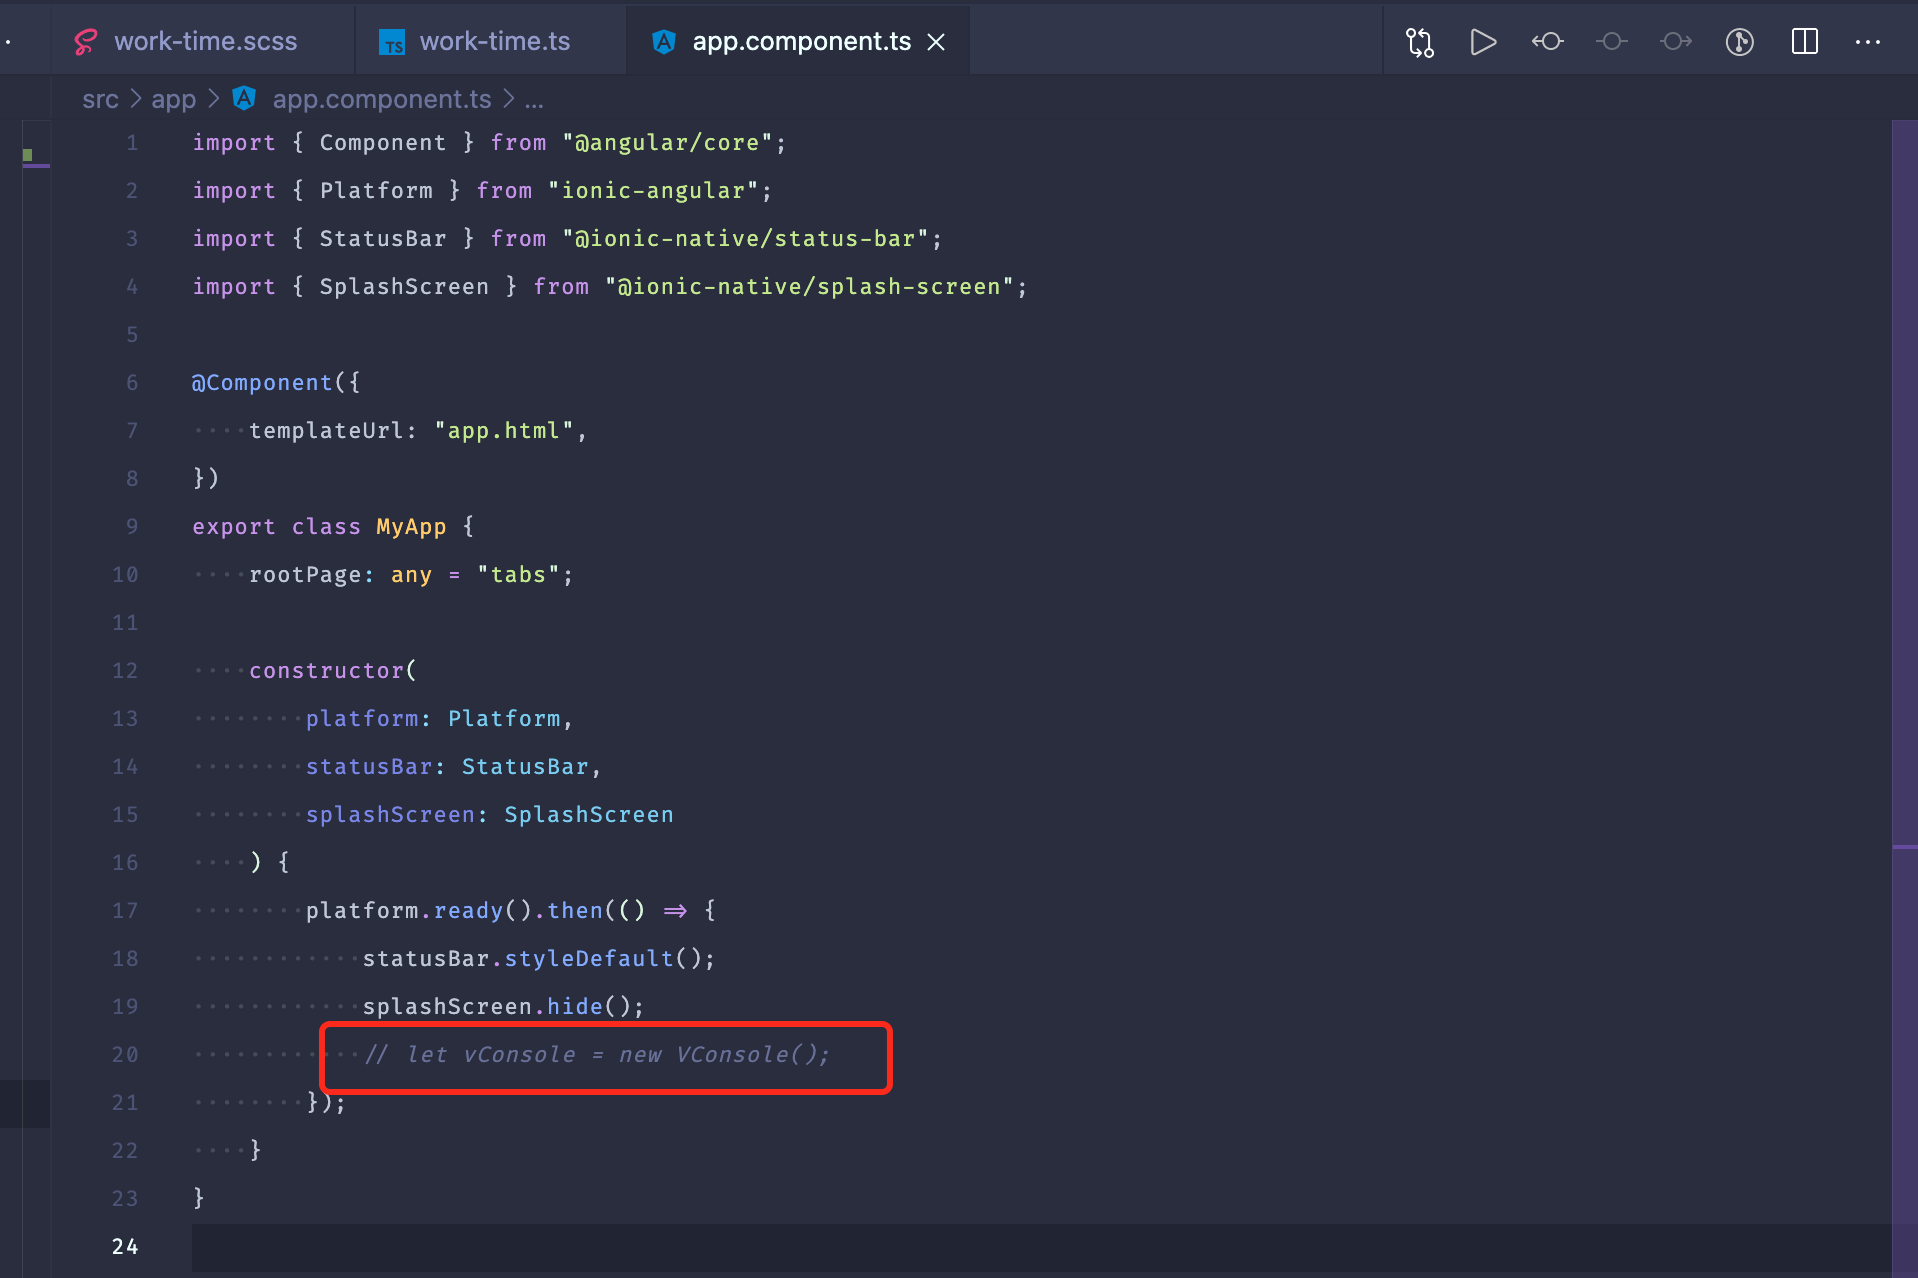 work-time.scss
TS work-time.ts
app.component.ts
src > app > app.component.ts > ...
1 import { Component } from "@angular/core";
2 import { Platform } from "ionic-angular";
3 import { StatusBar } from "@ionic-native/status-bar";
4 import { SplashScreen } from "@ionic-native/splash-screen";
5
6 @Component({
7 ····templateUrl: "app.html",
8 })
9 export class MyApp {
10 ····rootPage: any = "tabs";
11
12 ····constructor(
13 ········platform: Platform,
14 ········statusBar: StatusBar,
15 ········splashScreen: SplashScreen
16 ····) {
17 ········platform.ready().then(() => {
18 ············statusBar.styleDefault();
19 ············splashScreen.hide();
20 ············// let vConsole = new VConsole();
21 ········});
22 ····}
23 }
24